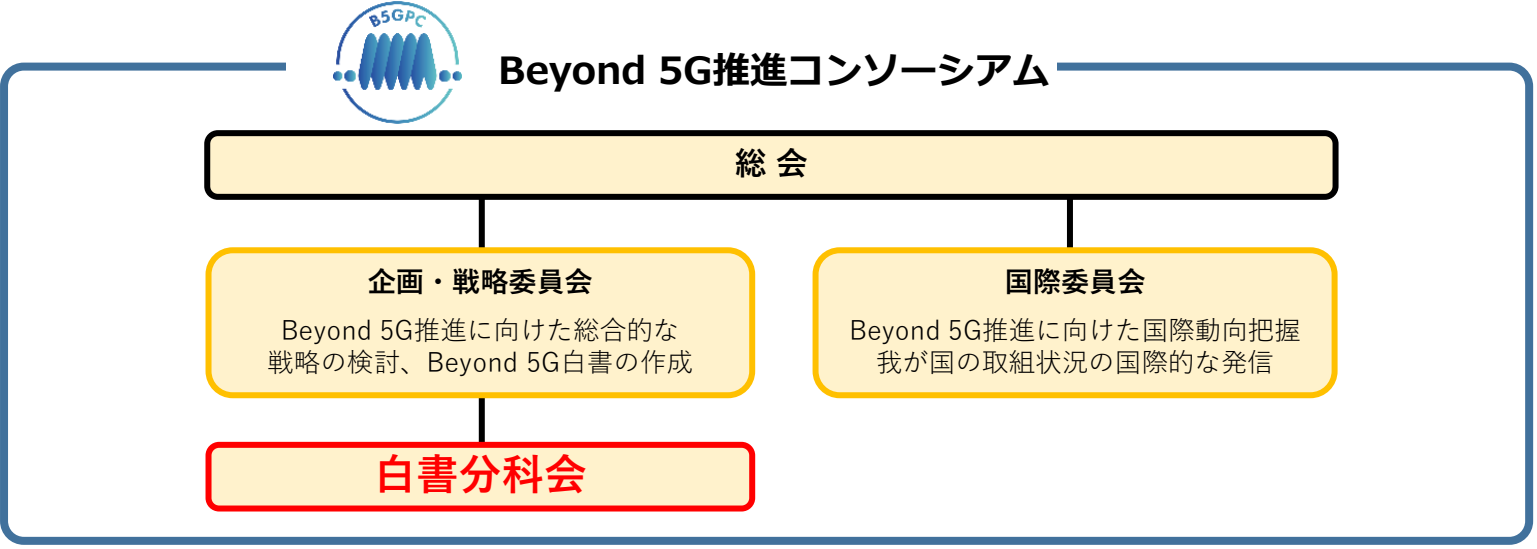 B5GPC
Beyond 5G推進コンソーシアム
総 会
企画・戦略委員会
Beyond 5G推進に向けた総合的な
戦略の検討、Beyond 5G白書の作成
国際委員会
Beyond 5G推進に向けた国際動向把握
我が国の取組状況の国際的な発信
白書分科会